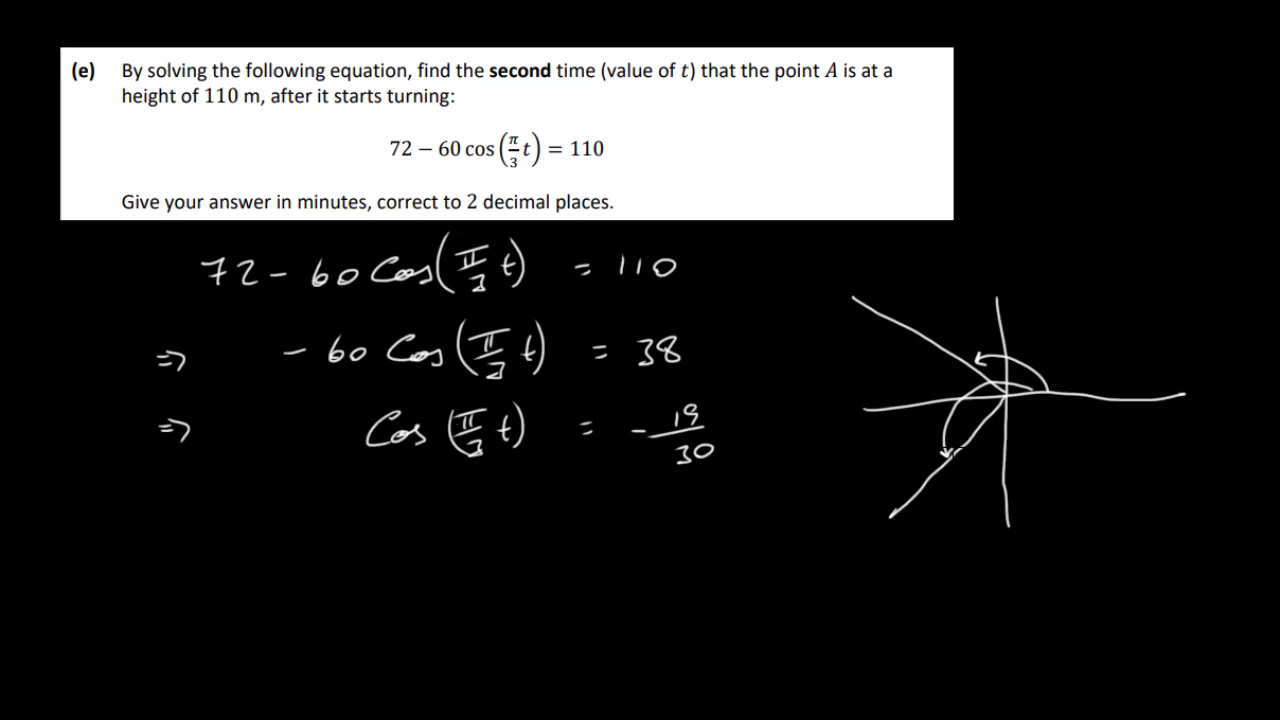 (e) By solving the following equation, find the second time (value of t) that the point A is at a
height of 110 m, after it starts turning:
72 − 60 cos(π/3 t) = 110
Give your answer in minutes, correct to 2 decimal places.
72 - 60 Cos(π/3 t) = 110
=> - 60 Cos(π/3 t) = 38
=> Cos(π/3 t) = - 19/30